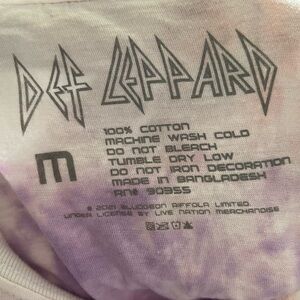 DEF LEPPARD
M
100% COTTON
MACHINE WASH COLD
DO NOT BLEACH
TUMBLE DRY LOW
DO NOT IRON DECORATION
MADE IN BANGLADESH
RN# 90355
© 2021 BLUDGEON RIFFOLA LIMITED.
UNDER LICENSE BY LIVE NATION MERCHANDISE